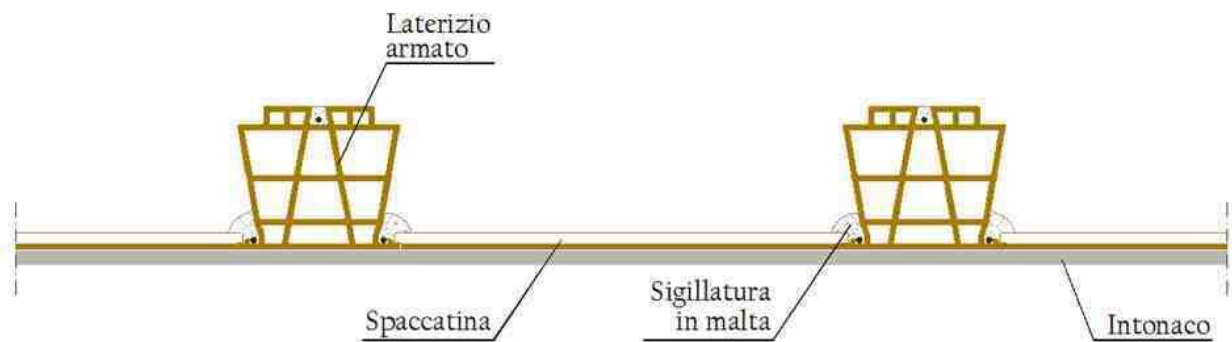 Laterizio
armato
Spaccatina
Sigillatura
in malta
Intonaco